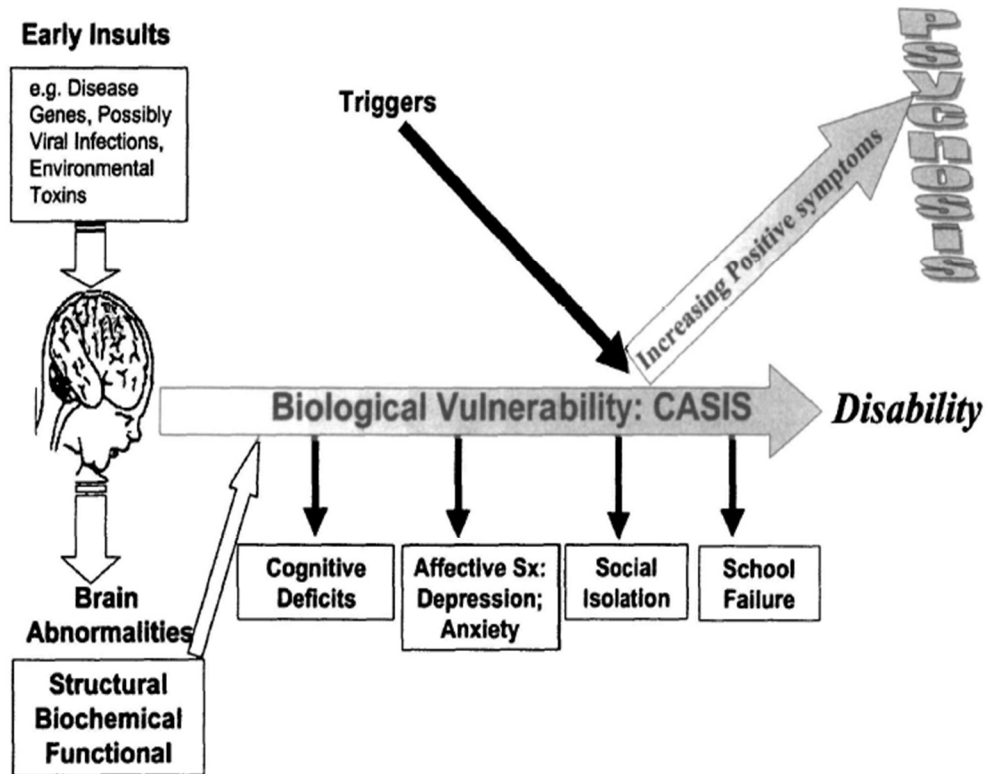 Early Insults
e.g. Disease
Genes, Possibly
Viral Infections,
Environmental
Toxins
Triggers
Increasing Positive symptoms
Psychosis
Biological Vulnerability: CASIS
Disability
Cognitive
Deficits
Affective Sx:
Depression;
Anxiety
Social
Isolation
School
Failure
Brain
Abnormalities
Structural
Biochemical
Functional